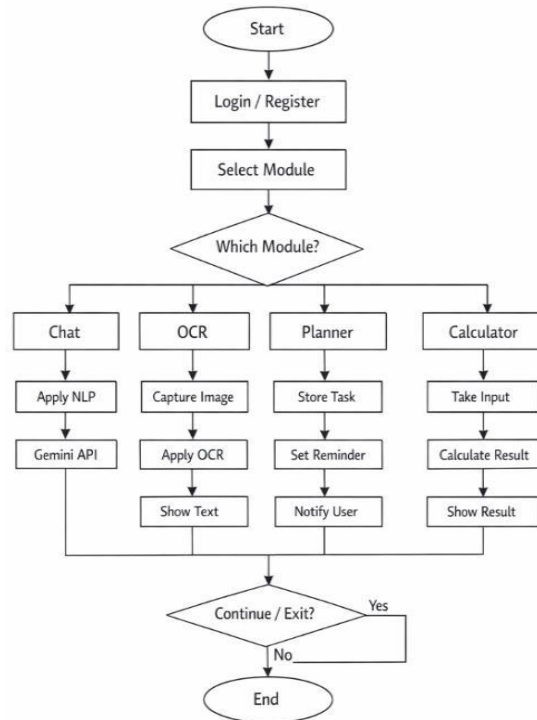 Start
Login / Register
Select Module
Which Module?
Chat
OCR
Planner
Calculator
Apply NLP
Capture Image
Store Task
Take Input
Gemini API
Apply OCR
Set Reminder
Calculate Result
Show Text
Notify User
Show Result
Continue / Exit?
Yes
No
End